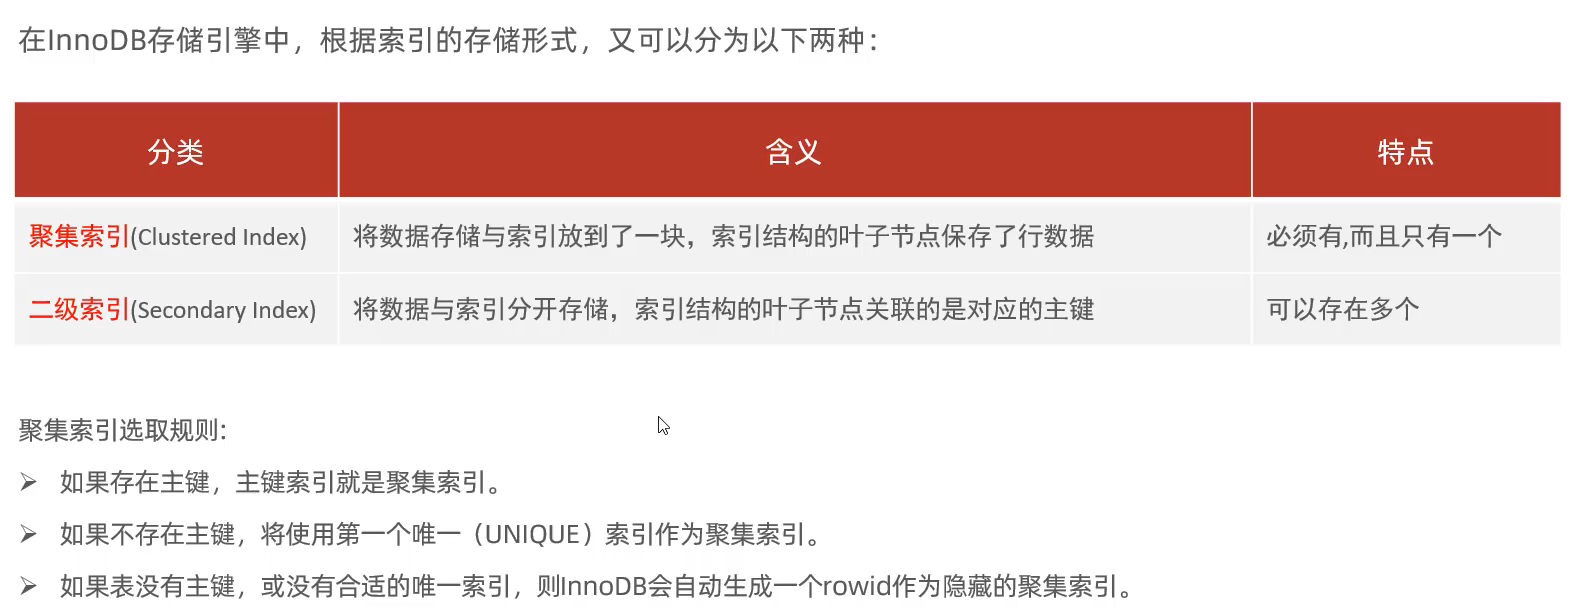 在InnoDB存储引擎中，根据索引的存储形式，又可以分为以下两种：
分类 含义 特点
聚集索引(Clustered Index) 将数据存储与索引放到了一块，索引结构的叶子节点保存了行数据 必须有,而且只有一个
二级索引(Secondary Index) 将数据与索引分开存储，索引结构的叶子节点关联的是对应的主键 可以存在多个
聚集索引选取规则:
➢ 如果存在主键，主键索引就是聚集索引。
➢ 如果不存在主键，将使用第一个唯一（UNIQUE）索引作为聚集索引。
➢ 如果表没有主键，或没有合适的唯一索引，则InnoDB会自动生成一个rowid作为隐藏的聚集索引。